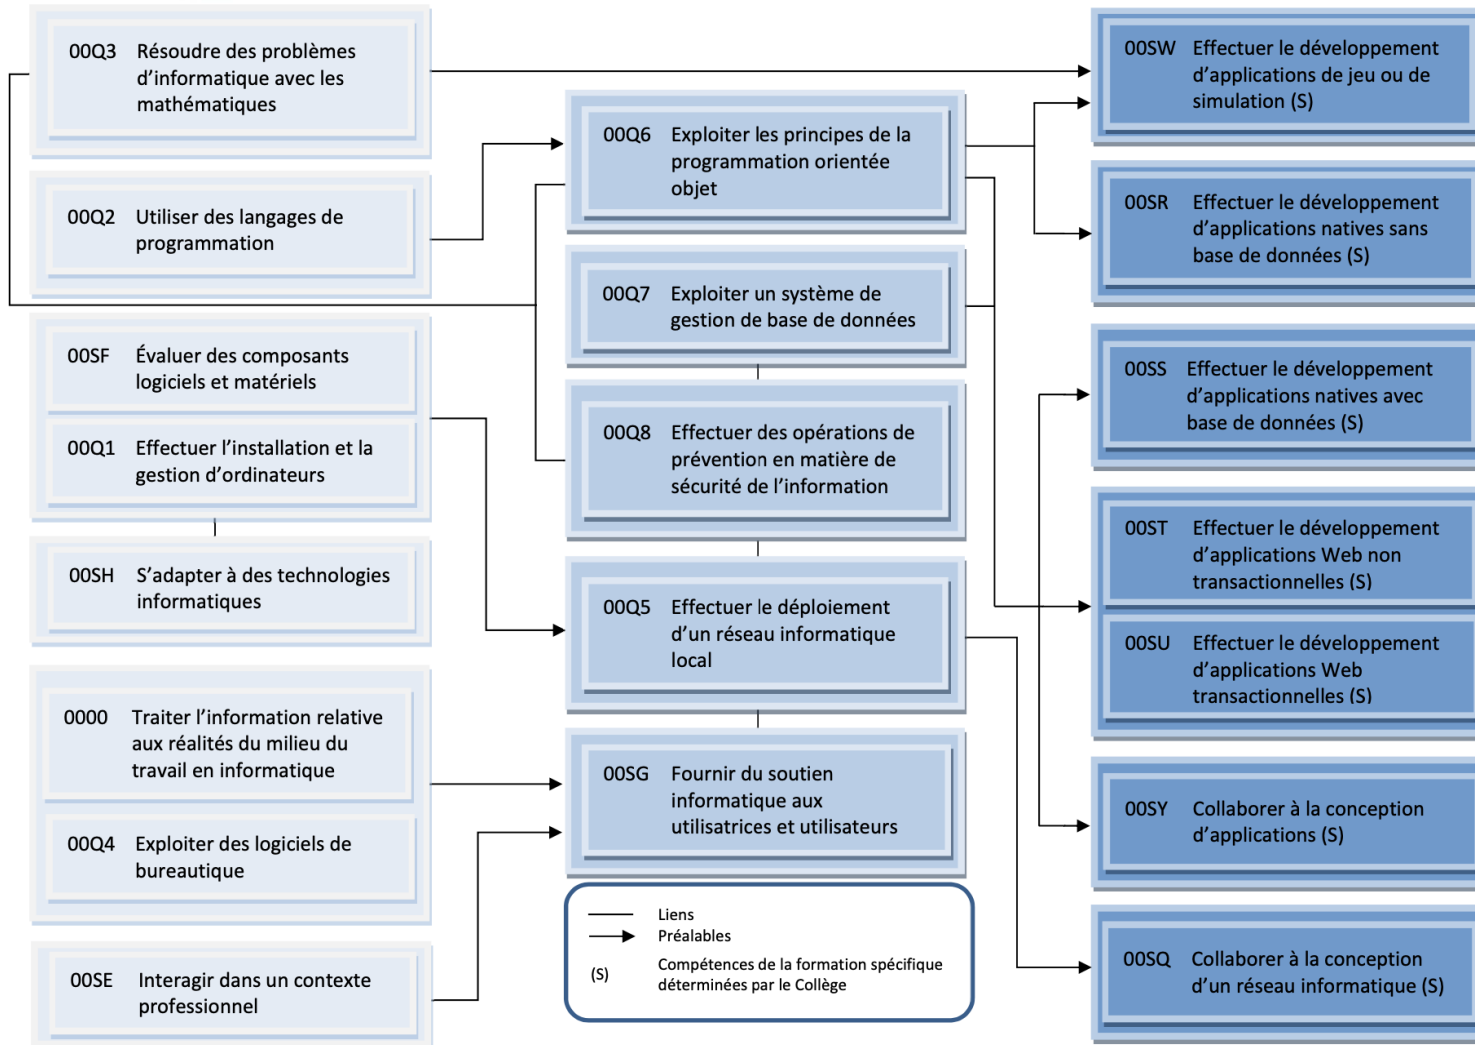 00Q3 Résoudre des problèmes
d’informatique avec les
mathématiques
00Q2 Utiliser des langages de
programmation
00SF Évaluer des composants
logiciels et matériels
00Q1 Effectuer l’installation et la
gestion d’ordinateurs
00SH S’adapter à des technologies
informatiques
0000 Traiter l’information relative
aux réalités du milieu du
travail en informatique
00Q4 Exploiter des logiciels de
bureautique
00SE Interagir dans un contexte
professionnel
00Q6 Exploiter les principes de la
programmation orientée
objet
00Q7 Exploiter un système de
gestion de base de données
00Q8 Effectuer des opérations de
prévention en matière de
sécurité de l’information
00Q5 Effectuer le déploiement
d’un réseau informatique
local
00SG Fournir du soutien
informatique aux
utilisatrices et utilisateurs
Liens
Préalables
(S) Compétences de la formation spécifique
déterminées par le Collège
00SW Effectuer le développement
d’applications de jeu ou de
simulation (S)
00SR Effectuer le développement
d’applications natives sans
base de données (S)
00SS Effectuer le développement
d’applications natives avec
base de données (S)
00ST Effectuer le développement
d’applications Web non
transactionnelles (S)
00SU Effectuer le développement
d’applications Web
transactionnelles (S)
00SY Collaborer à la conception
d’applications (S)
00SQ Collaborer à la conception
d’un réseau informatique (S)